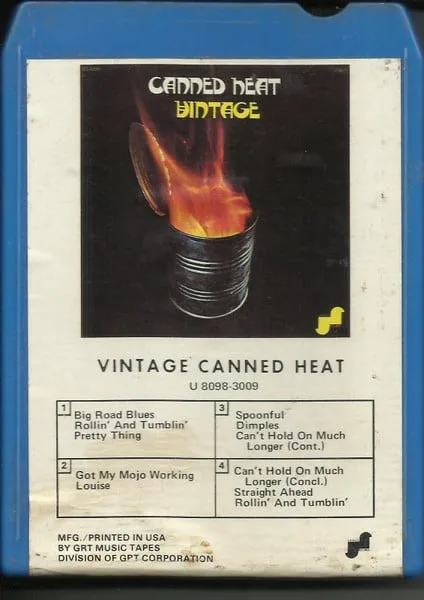 CANNED HEAT
VINTAGE
VINTAGE CANNED HEAT
U 8098-3009
1
Big Road Blues
Rollin' And Tumblin'
Pretty Thing
2
Got My Mojo Working
Louise
3
Spoonful
Dimples
Can't Hold On Much
Longer (Cont.)
4
Can't Hold On Much
Longer (Concl.)
Straight Ahead
Rollin' And Tumblin'
MFG./PRINTED IN USA
BY GRT MUSIC TAPES
DIVISION OF GPT CORPORATION